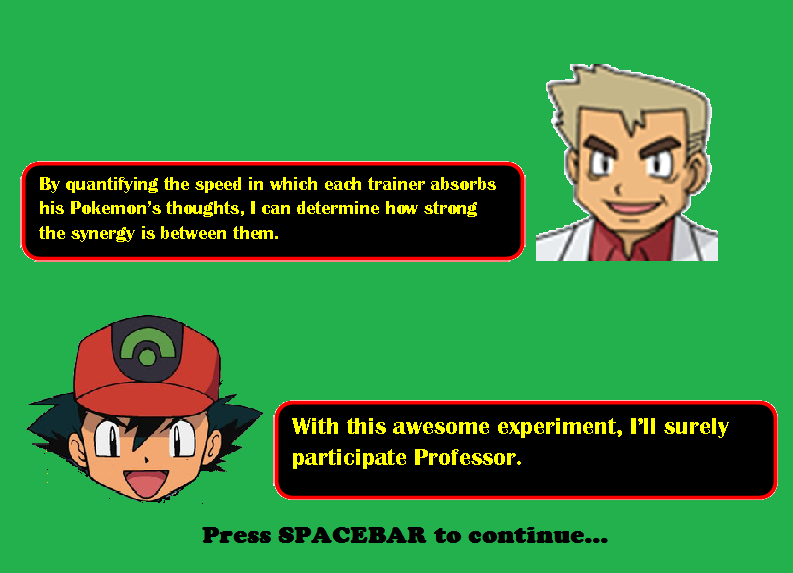 By quantifying the speed in which each trainer absorbs
his Pokemon's thoughts, I can determine how strong
the synergy is between them.
With this awesome experiment, I'll surely
participate Professor.
Press SPACEBAR to continue...